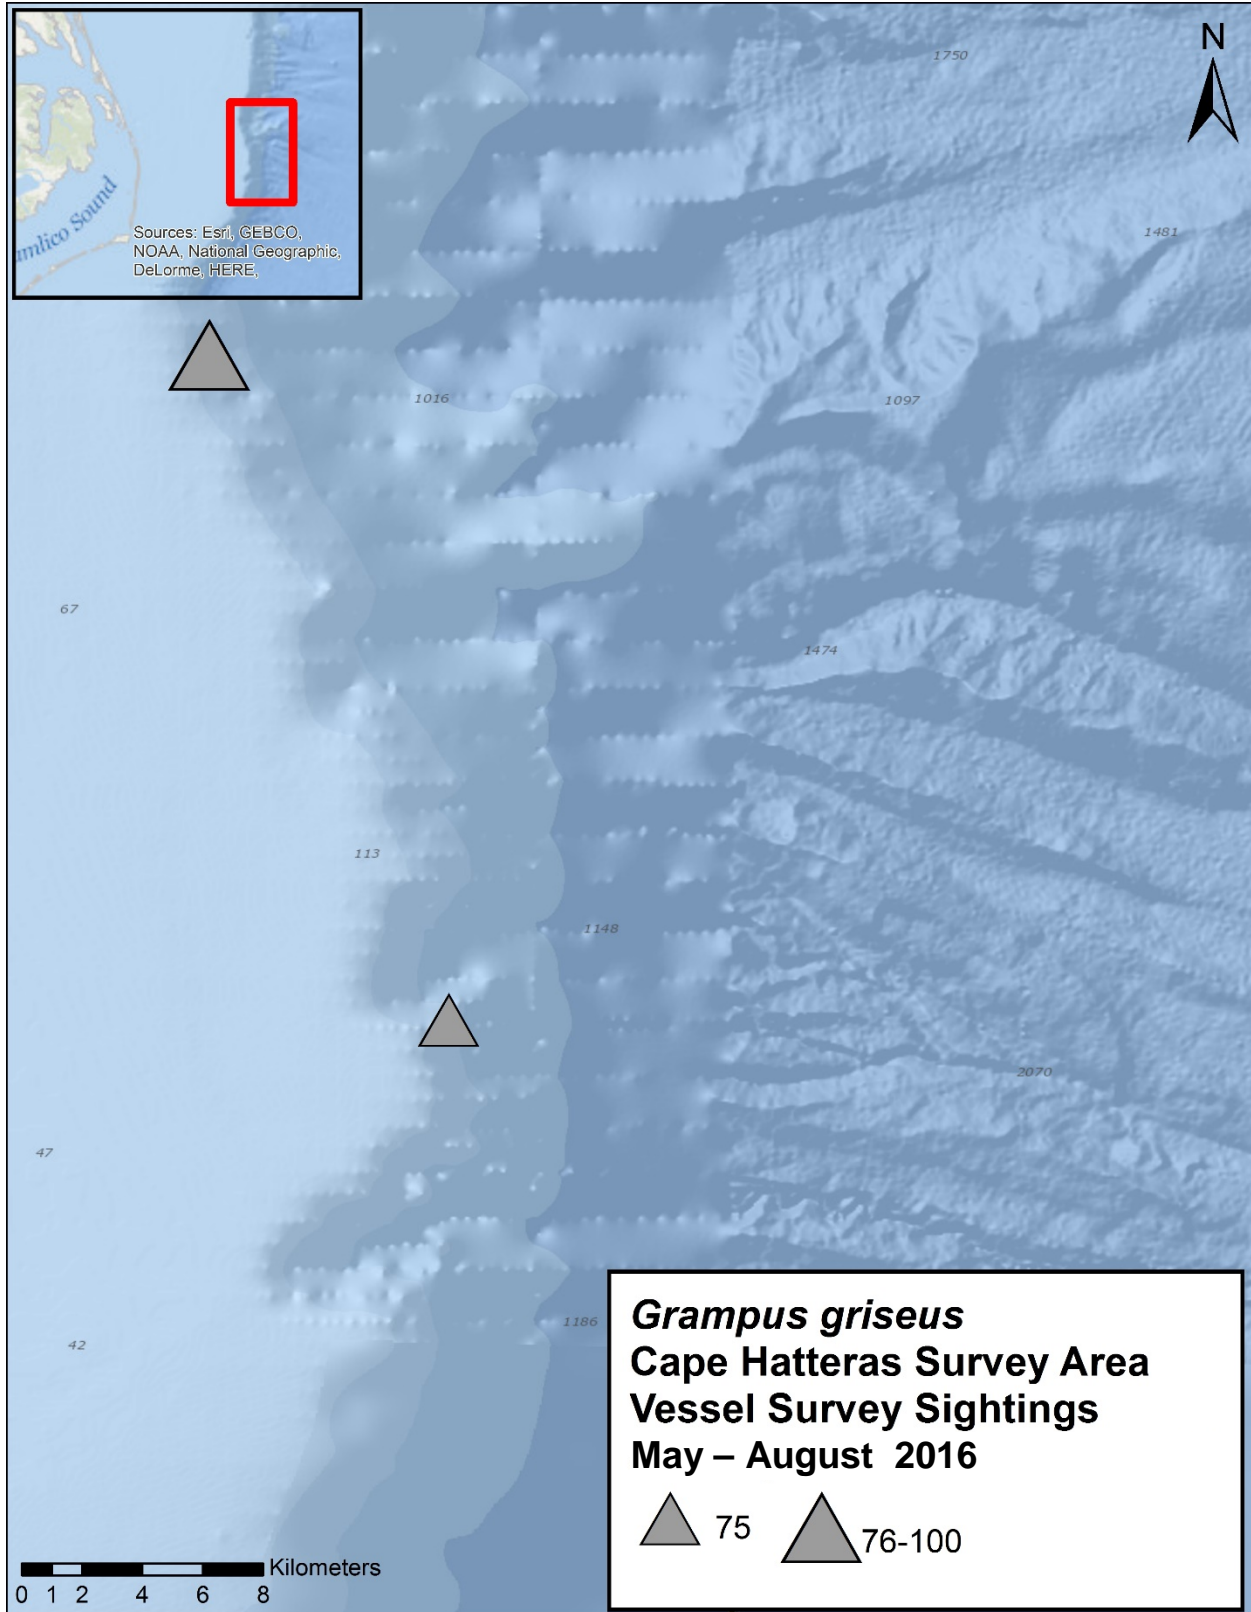 N
1750
1481
amlico Sound
Sources: Esri, GEBCO,
NOAA, National Geographic,
DeLorme, HERE,
1016
1097
67
1474
113
1148
2070
47
1186
42
Grampus griseus
Cape Hatteras Survey Area
Vessel Survey Sightings
May – August 2016
75 76-100
Kilometers
0 1 2 4 6 8